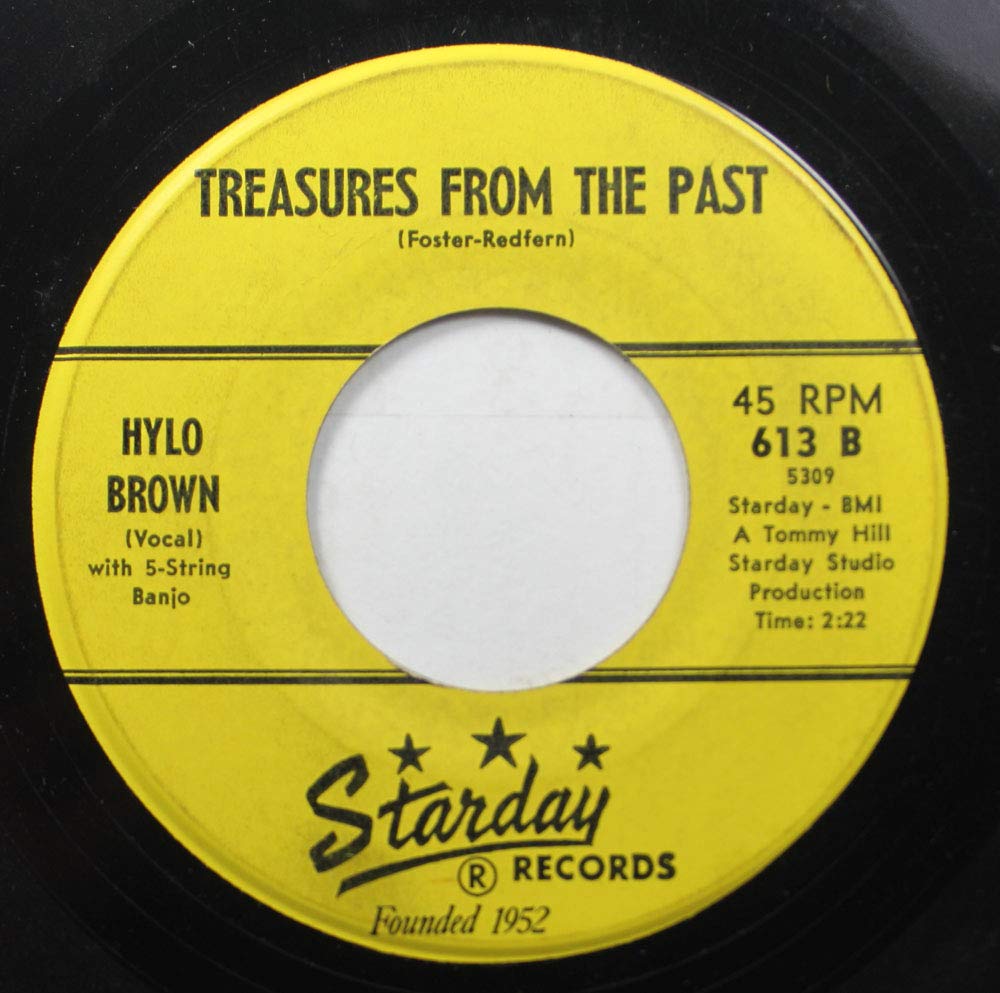 TREASURES FROM THE PAST
(Foster-Redfern)
HYLO
BROWN
(Vocal)
with 5-String
Banjo
45 RPM
613 B
5309
Starday - BMI
A Tommy Hill
Starday Studio
Production
Time: 2:22
Starday
® RECORDS
Founded 1952